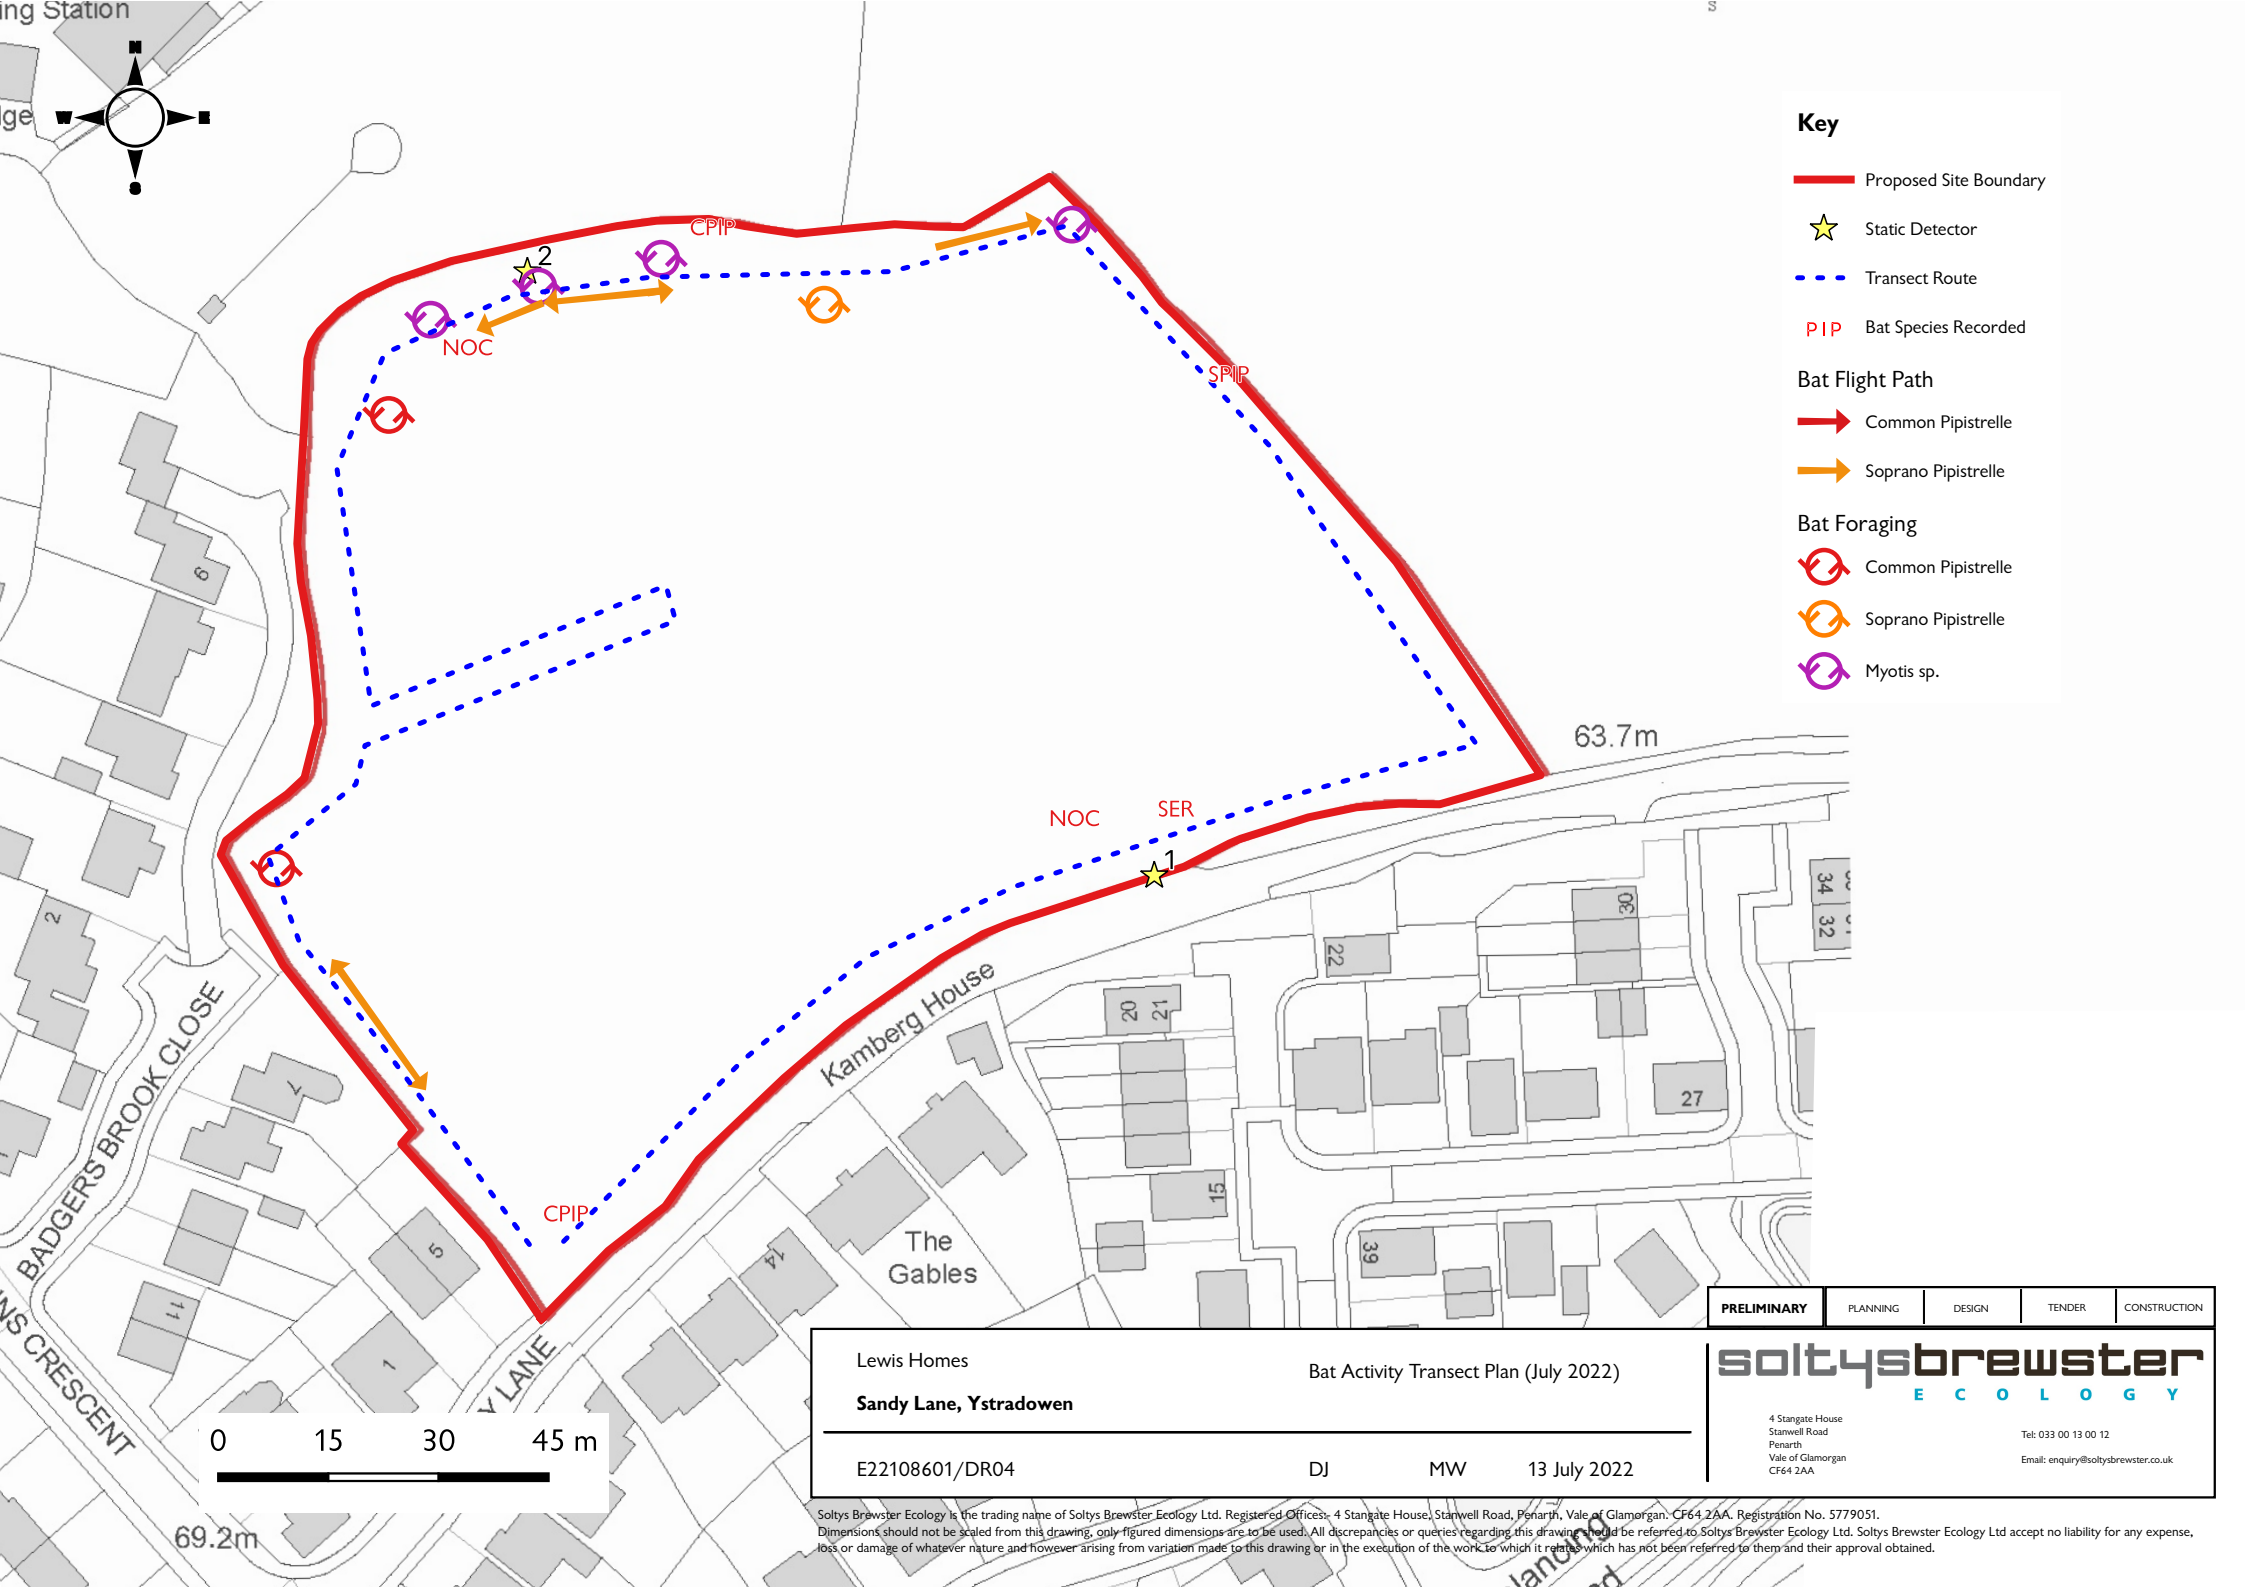 ing Station
dge
N
W
E
S
s
Key
Proposed Site Boundary
Static Detector
Transect Route
PIP Bat Species Recorded
Bat Flight Path
Common Pipistrelle
Soprano Pipistrelle
Bat Foraging
Common Pipistrelle
Soprano Pipistrelle
Myotis sp.
CPIP
2
NOC
SPIP
9
63.7m
NOC
SER
1
2
30
34
32
22
20
21
Kamberg House
BADGERS BROOK CLOSE
7
27
15
CPIP
The
Gables
14
39
5
11
1
NS CRESCENT
Y LANE
0 15 30 45 m
69.2m
PRELIMINARY
PLANNING
DESIGN
TENDER
CONSTRUCTION
Lewis Homes
Bat Activity Transect Plan (July 2022)
Sandy Lane, Ystradowen
E22108601/DR04
DJ
MW
13 July 2022
soltysbrewster
ECOLOGY
4 Stangate House
Stanwell Road
Penarth
Vale of Glamorgan
CF64 2AA
Tel: 033 00 13 00 12
Email: enquiry@soltysbrewster.co.uk
Soltys Brewster Ecology is the trading name of Soltys Brewster Ecology Ltd. Registered Offices:- 4 Stangate House, Stanwell Road, Penarth, Vale of Glamorgan. CF64 2AA. Registration No. 5779051.
Dimensions should not be scaled from this drawing, only figured dimensions are to be used. All discrepancies or queries regarding this drawing should be referred to Soltys Brewster Ecology Ltd. Soltys Brewster Ecology Ltd accept no liability for any expense,
loss or damage of whatever nature and however arising from variation made to this drawing or in the execution of the work to which it relates which has not been referred to them and their approval obtained.